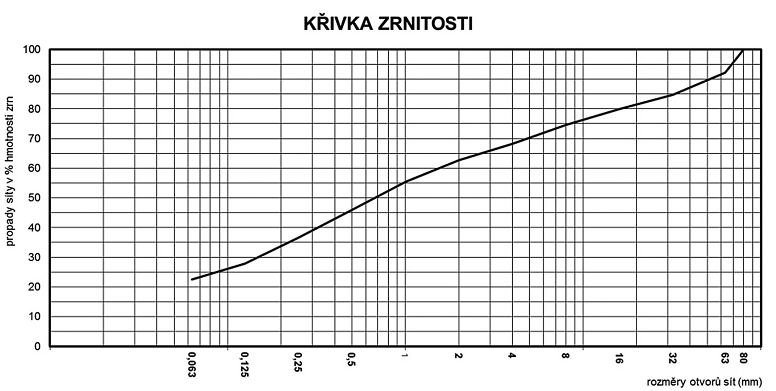 KŘIVKA ZRNITOSTI
propady síty v % hmotnosti zrn
100
90
80
70
60
50
40
30
20
10
0
0,063 0,125 0,25 0,5 1 2 4 8 16 32 63 80
rozměry otvorů sít (mm)